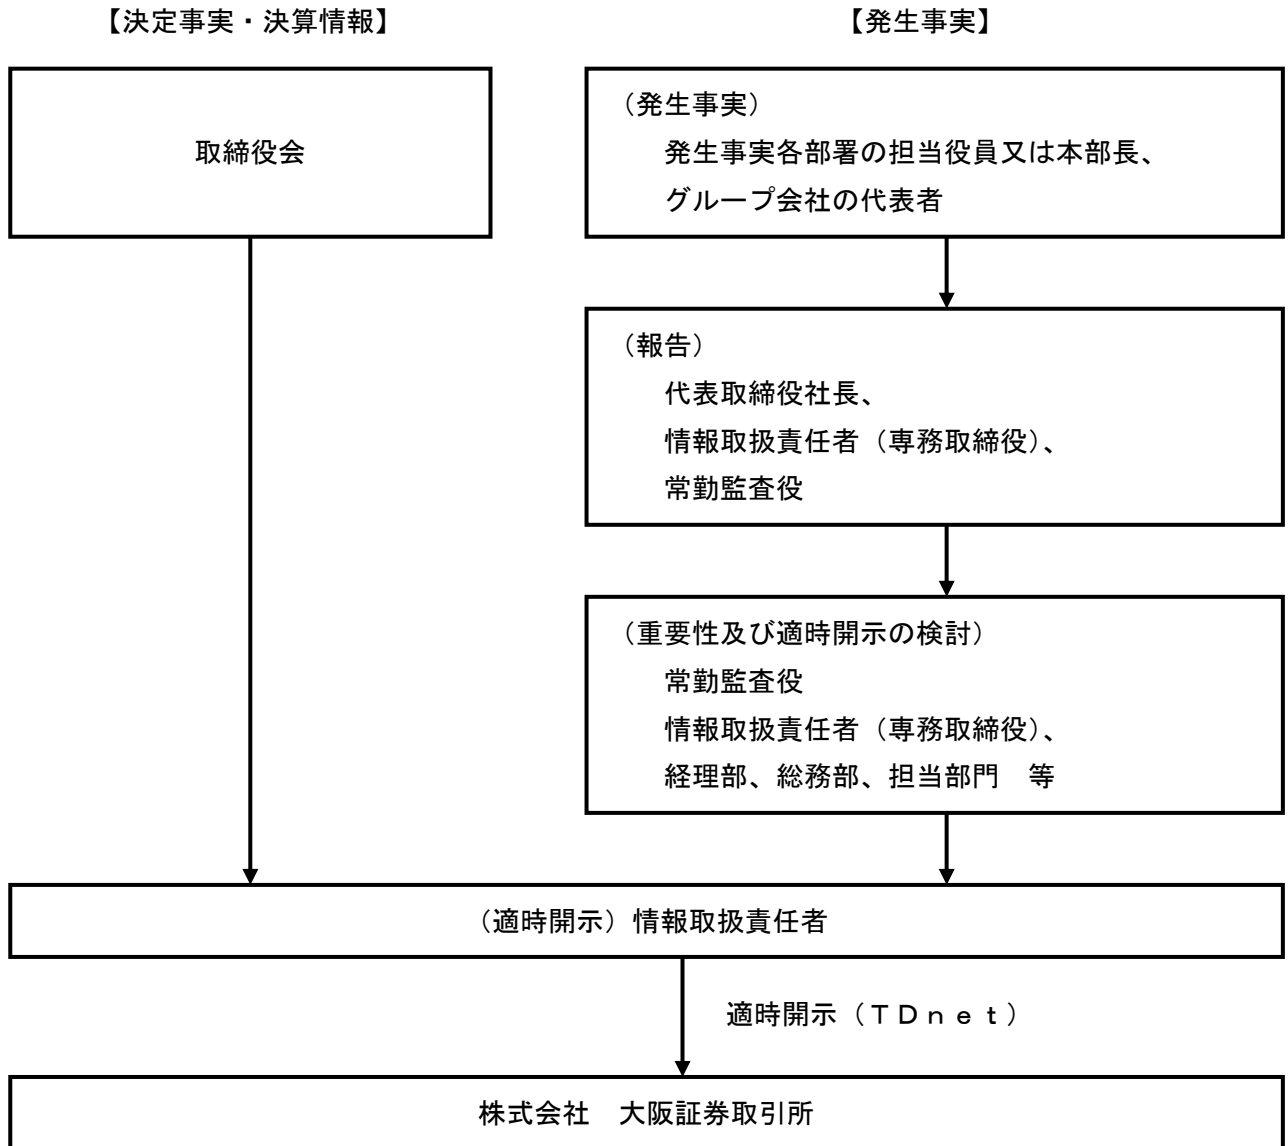 【決定事実・決算情報】
【発生事実】
取締役会
（発生事実）
発生事実各部署の担当役員又は本部長、
グループ会社の代表者
（報告）
代表取締役社長、
情報取扱責任者（専務取締役）、
常勤監査役
（重要性及び適時開示の検討）
常勤監査役
情報取扱責任者（専務取締役）、
経理部、総務部、担当部門　等
（適時開示）情報取扱責任者
適時開示（ＴＤｎｅｔ）
株式会社　大阪証券取引所